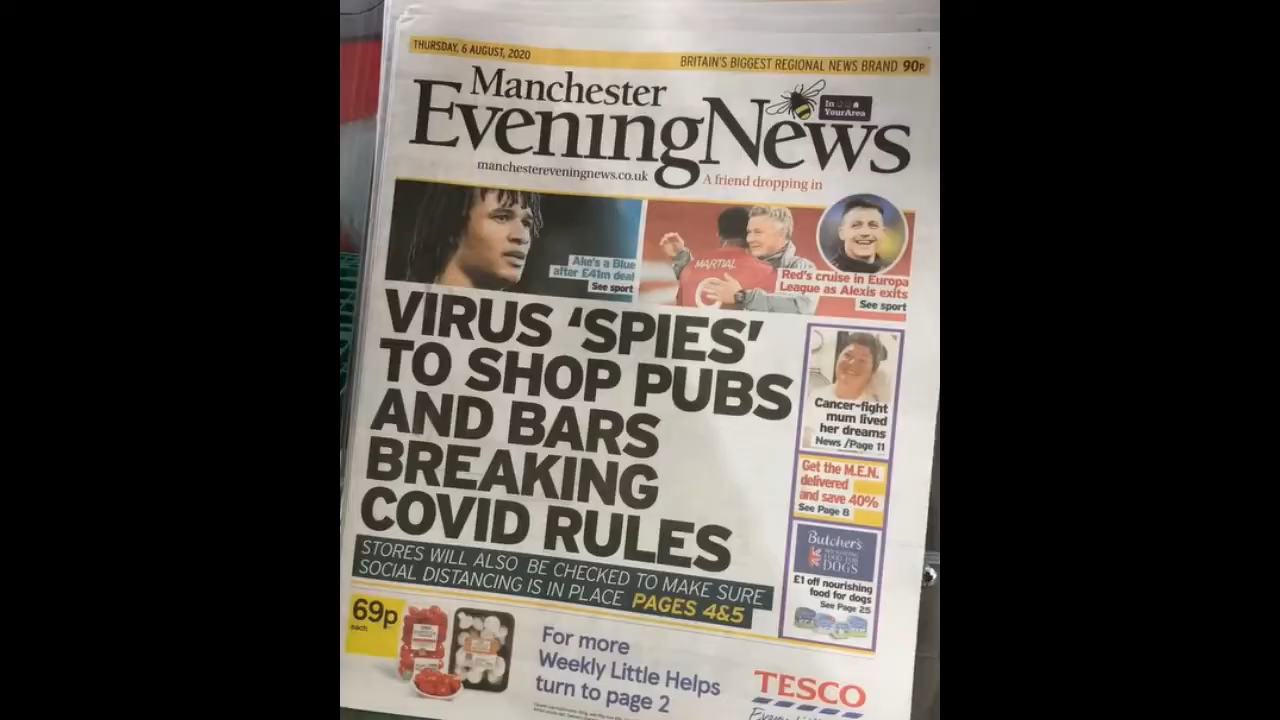 THURSDAY, 6 AUGUST, 2020
BRITAIN'S BIGGEST REGIONAL NEWS BRAND 90P
Manchester
Evening News
In
YourArea
manchestereveningnews.co.uk
A friend dropping in
Ake's a Blue
after £41m deal
See sport
MARTIAL
Red's cruise in Europa
League as Alexis exits
See sport
VIRUS ‘SPIES’
TO SHOP PUBS
AND BARS
BREAKING
COVID RULES
STORES WILL ALSO BE CHECKED TO MAKE SURE
SOCIAL DISTANCING IS IN PLACE PAGES 4&5
Cancer-fight
mum lived
her dreams
News /Page 11
Get the M.E.N.
delivered
and save 40%
See Page 8
Butcher's
FOOD FOR
DOGS
£1 off nourishing
food for dogs
See Page 25
69p
each
For more
Weekly Little Helps
turn to page 2
TESCO